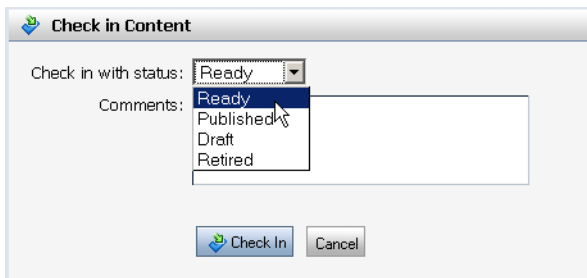 Check in Content
Check in with status: Ready
Comments:
Ready
Published
Draft
Retired
Check In
Cancel